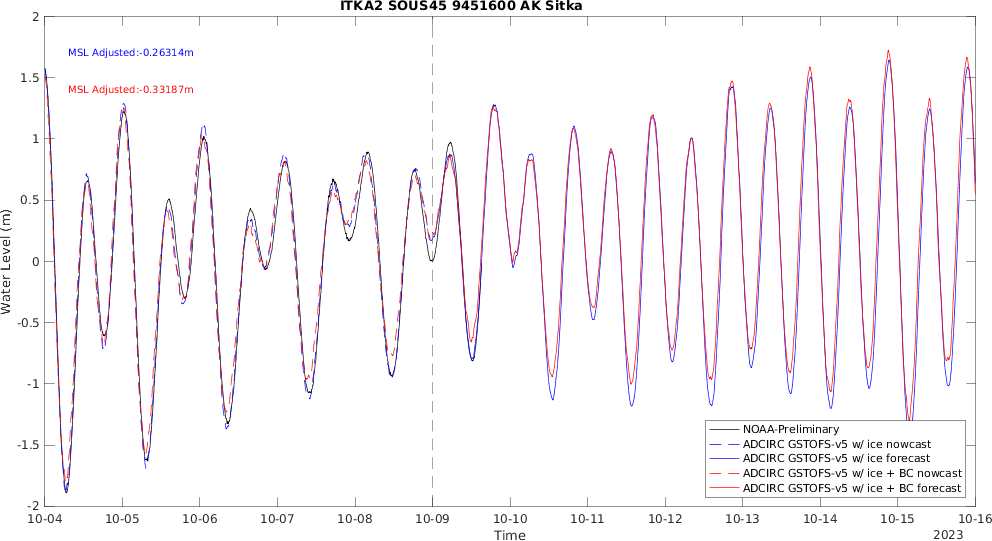 ITKA2 SOUS45 9451600 AK Sitka
MSL Adjusted:-0.26314m
MSL Adjusted:-0.33187m
Water Level (m)
2
1.5
1
0.5
0
-0.5
-1
-1.5
-2
NOAA-Preliminary
ADCIRC GSTOFS-v5 w/ ice nowcast
ADCIRC GSTOFS-v5 w/ ice forecast
ADCIRC GSTOFS-v5 w/ ice + BC nowcast
ADCIRC GSTOFS-v5 w/ ice + BC forecast
10-04 10-05 10-06 10-07 10-08 10-09 10-10 10-11 10-12 10-13 10-14 10-15 10-16
Time
2023